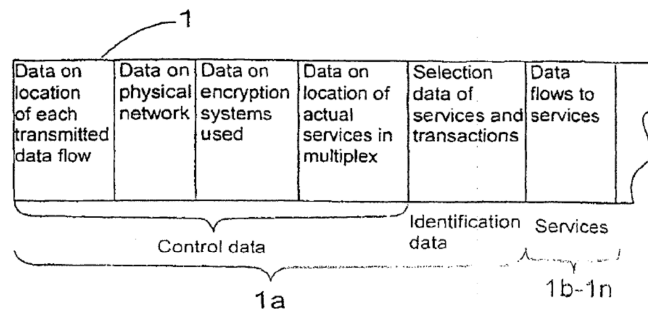 1
Data on
location
of each
transmitted
data flow
Data on
physical
network
Data on
encryption
systems
used
Data on
location of
actual
services in
multiplex
Selection
data of
services and
transactions
Data
flows to
services
Control data
Identification
data
Services
1a
1b-1n